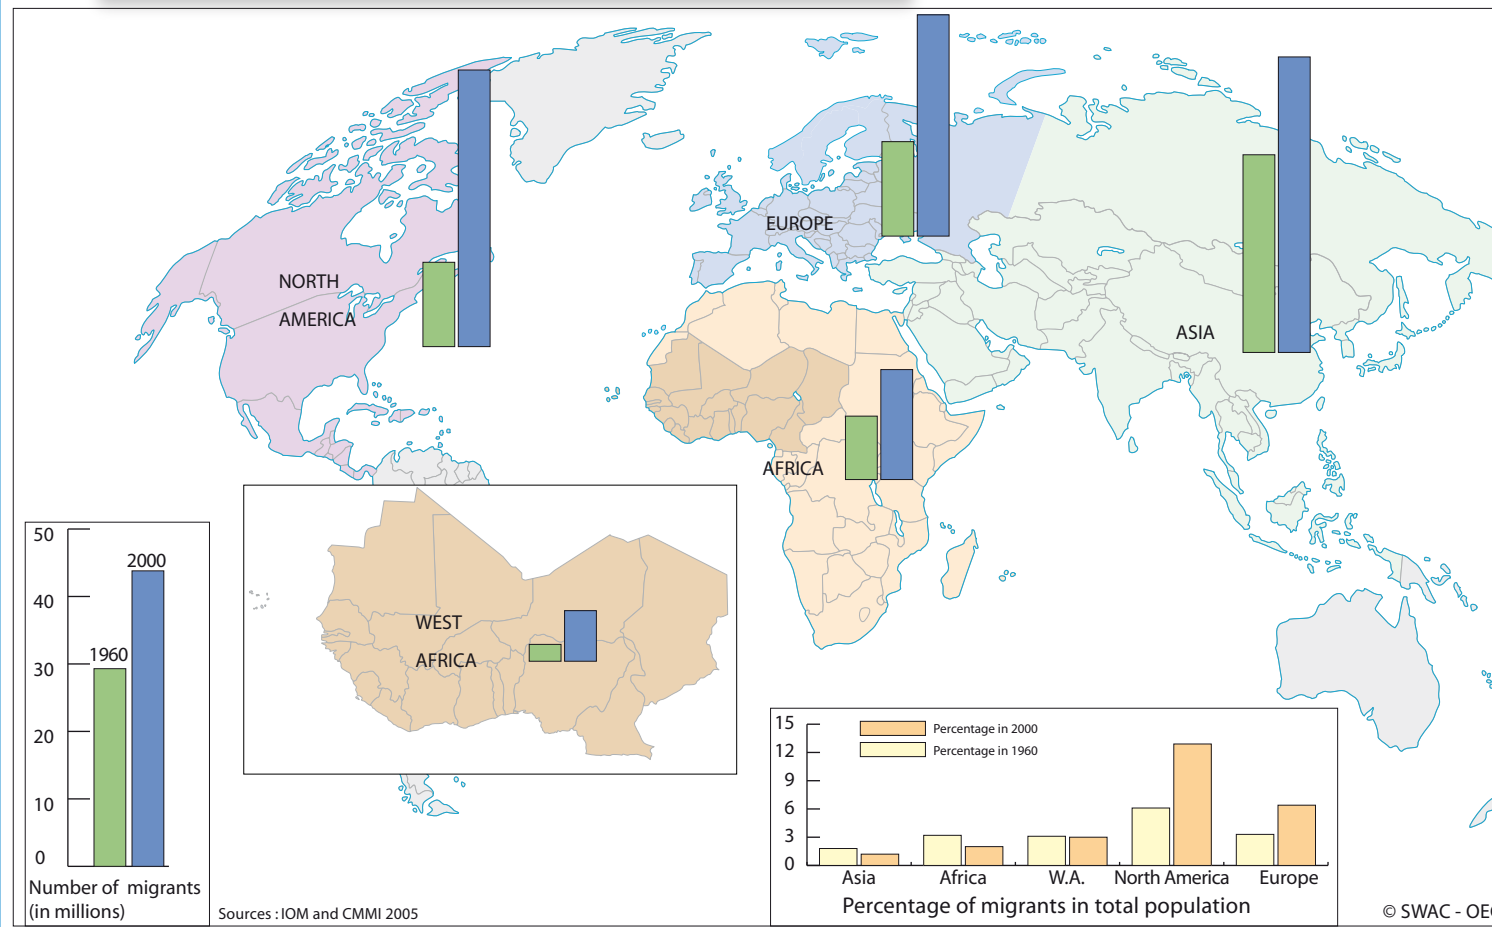 EUROPE
NORTH
AMERICA
ASIA
AFRICA
50
40
30
20
10
0
2000
1960
Number of migrants
(in millions)
WEST
AFRICA
Sources : IOM and CMMI 2005
15
12
9
6
3
0
Percentage in 2000
Percentage in 1960
Asia Africa W.A. North America Europe
Percentage of migrants in total population
© SWAC - OE